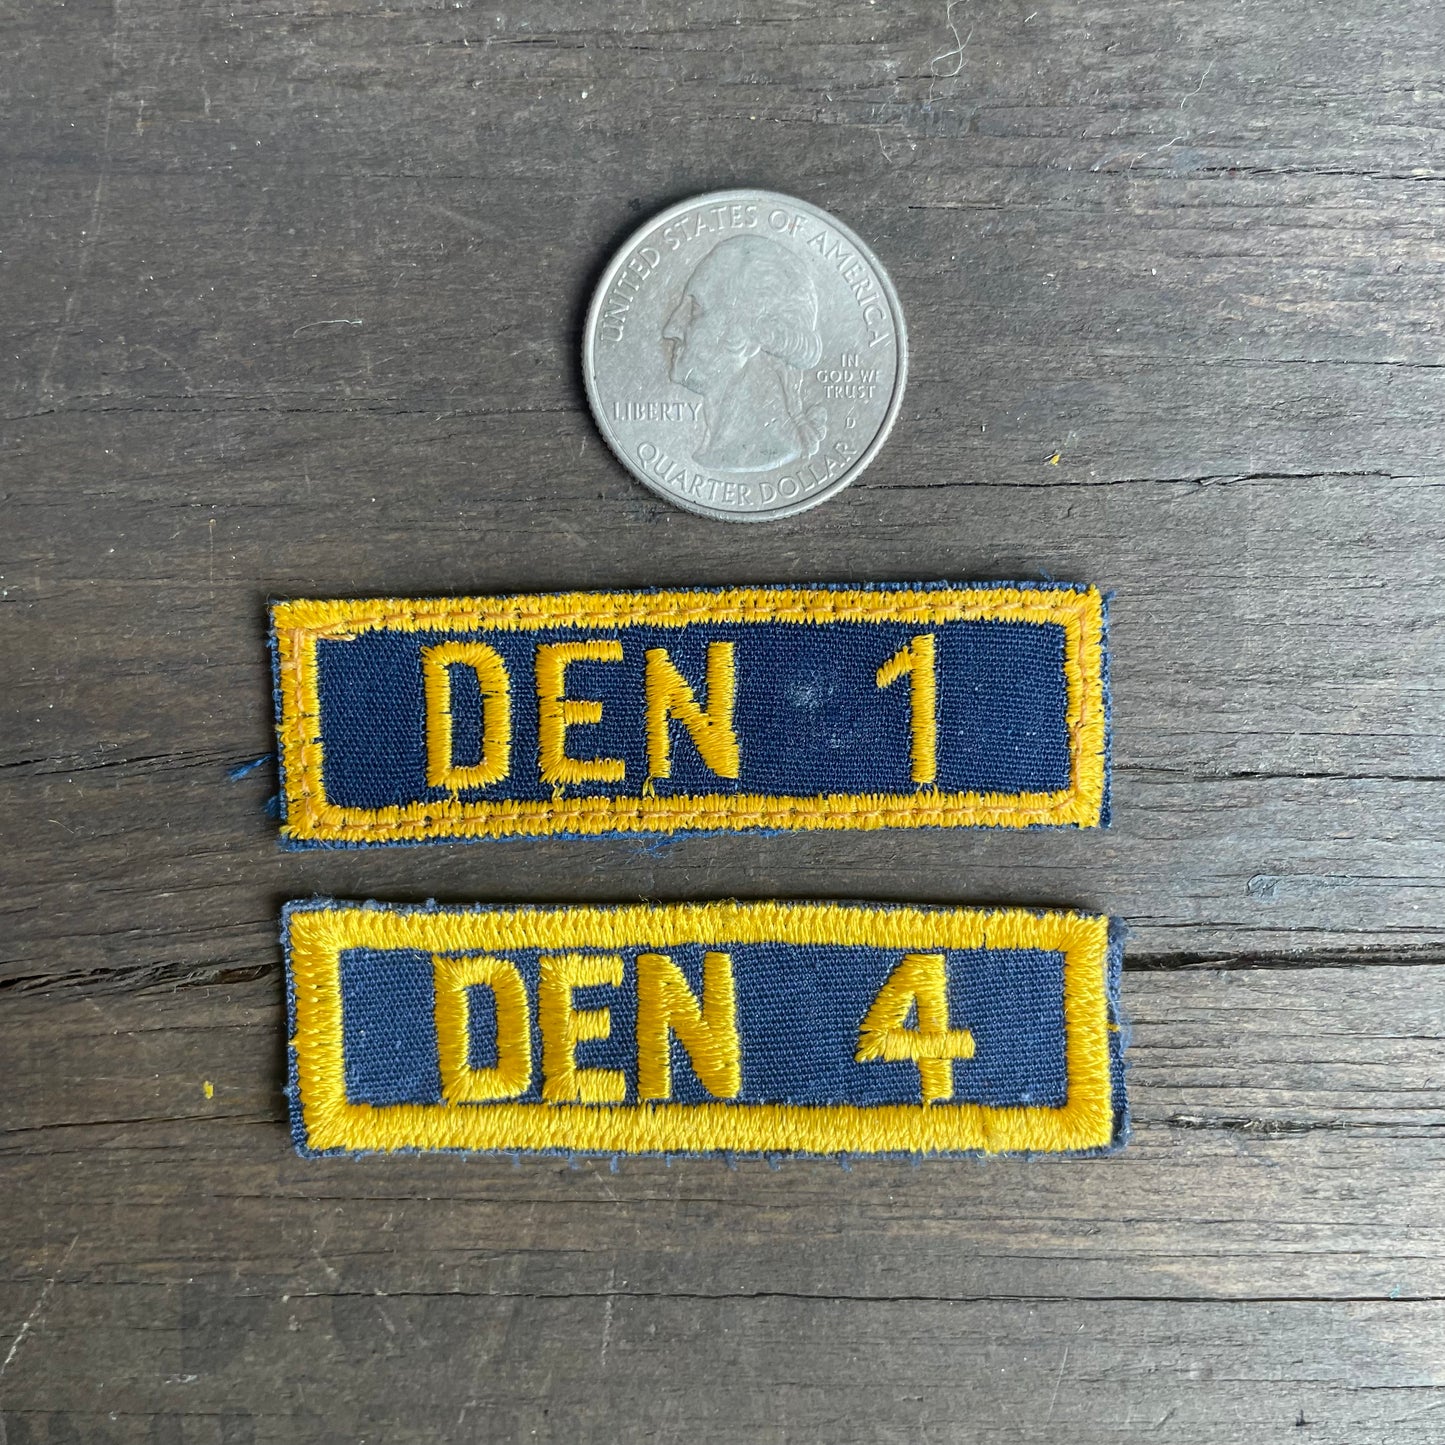 UNITED STATES OF AMERICA
IN
GOD WE
TRUST
LIBERTY
D
QUARTER DOLLAR
DEN 1
DEN 4